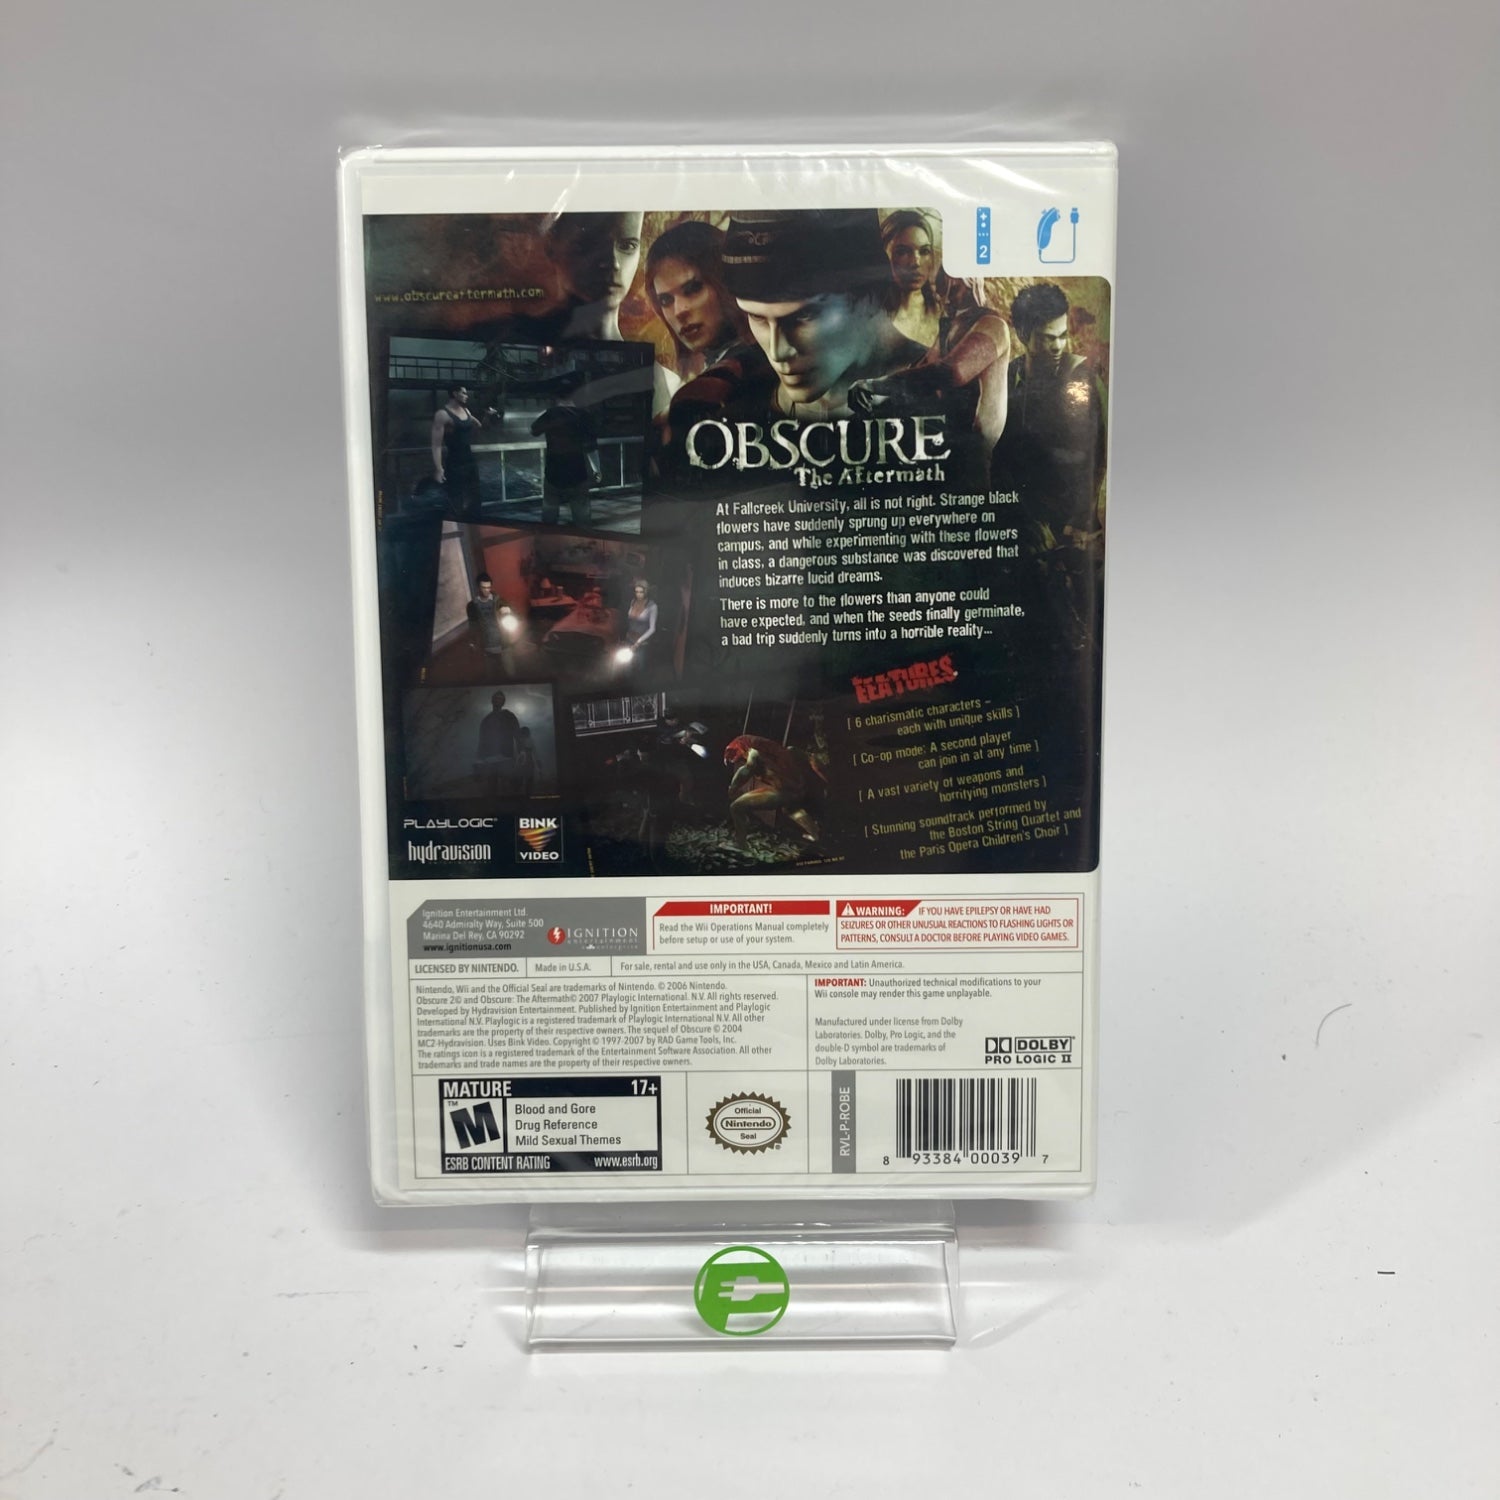 2
www.obscureaftermath.com
OBSCURE
The Aftermath
At Fallcreek University, all is not right. Strange black
flowers have suddenly sprung up everywhere on
campus, and while experimenting with these flowers
in class, a dangerous substance was discovered that
induces bizarre lucid dreams.
There is more to the flowers than anyone could
have expected, and when the seeds finally germinate,
a bad trip suddenly turns into a horrible reality...
FEATURES
[ 6 charismatic characters –
each with unique skills ]
[ Co-op mode: A second player
can join in at any time ]
[ A vast variety of weapons and
horrifying monsters ]
[ Stunning soundtrack performed by
the Boston String Quartet and
the Paris Opera Children's Choir ]
PLAYLOGIC
hydravision
BINK
VIDEO
Ignition Entertainment Ltd.
4640 Admiralty Way, Suite 500
Marina Del Rey, CA 90292
www.ignitionusa.com
IGNITION
entertainment
IMPORTANT!
Read the Wii Operations Manual completely
before setup or use of your system.
WARNING: IF YOU HAVE EPILEPSY OR HAVE HAD
SEIZURES OR OTHER UNUSUAL REACTIONS TO FLASHING LIGHTS OR
PATTERNS, CONSULT A DOCTOR BEFORE PLAYING VIDEO GAMES.
LICENSED BY NINTENDO.
Made in U.S.A.
For sale, rental and use only in the USA, Canada, Mexico and Latin America.
Nintendo, Wii and the Official Seal are trademarks of Nintendo. © 2006 Nintendo.
Obscure 2© and Obscure: The Aftermath© 2007 Playlogic International. N.V. All rights reserved.
Developed by Hydravision Entertainment. Published by Ignition Entertainment and Playlogic
International N.V. Playlogic is a registered trademark of Playlogic International N.V. All other
trademarks are the property of their respective owners. The sequel of Obscure © 2004
MC2-Hydravision. Uses Bink Video. Copyright © 1997-2007 by RAD Game Tools, Inc.
The ratings icon is a registered trademark of the Entertainment Software Association. All other
trademarks and trade names are the property of their respective owners.
IMPORTANT: Unauthorized technical modifications to your
Wii console may render this game unplayable.
Manufactured under license from Dolby
Laboratories. Dolby, Pro Logic, and the
double-D symbol are trademarks of
Dolby Laboratories.
DOLBY
PRO LOGIC II
MATURE 17+
M
TM
Blood and Gore
Drug Reference
Mild Sexual Themes
ESRB CONTENT RATING www.esrb.org
Official
Nintendo
Seal
RVL-P-ROBE
8 93384 00039 7